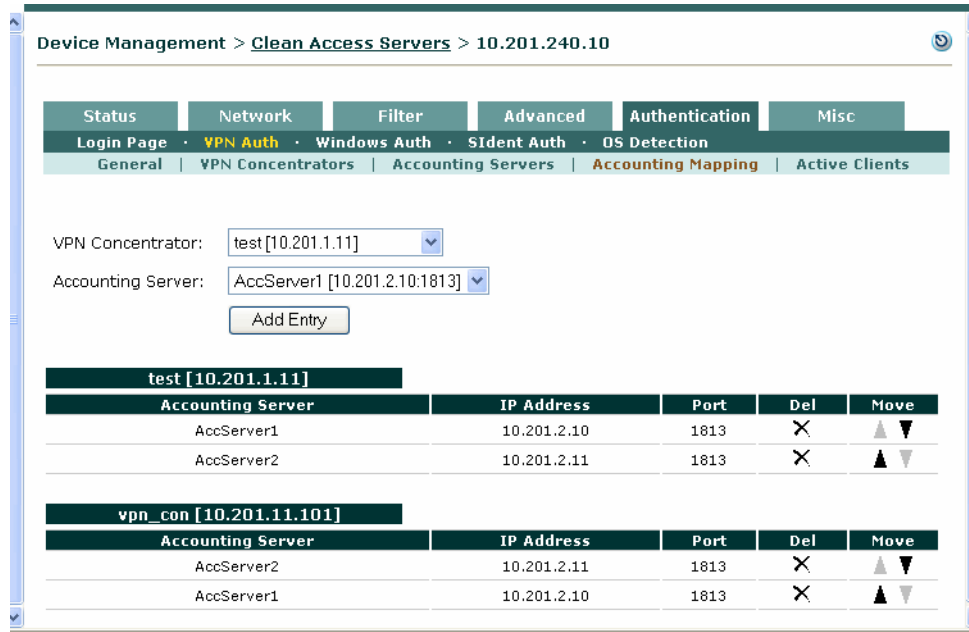 Device Management > Clean Access Servers > 10.201.240.10
Status Network Filter Advanced Authentication Misc
Login Page · VPN Auth · Windows Auth · SIdent Auth · OS Detection
General | VPN Concentrators | Accounting Servers | Accounting Mapping | Active Clients
VPN Concentrator: test [10.201.1.11]
Accounting Server: AccServer1 [10.201.2.10:1813]
Add Entry
test [10.201.1.11]
Accounting Server IP Address Port Del Move
AccServer1 10.201.2.10 1813
AccServer2 10.201.2.11 1813
vpn_con [10.201.11.101]
Accounting Server IP Address Port Del Move
AccServer2 10.201.2.11 1813
AccServer1 10.201.2.10 1813